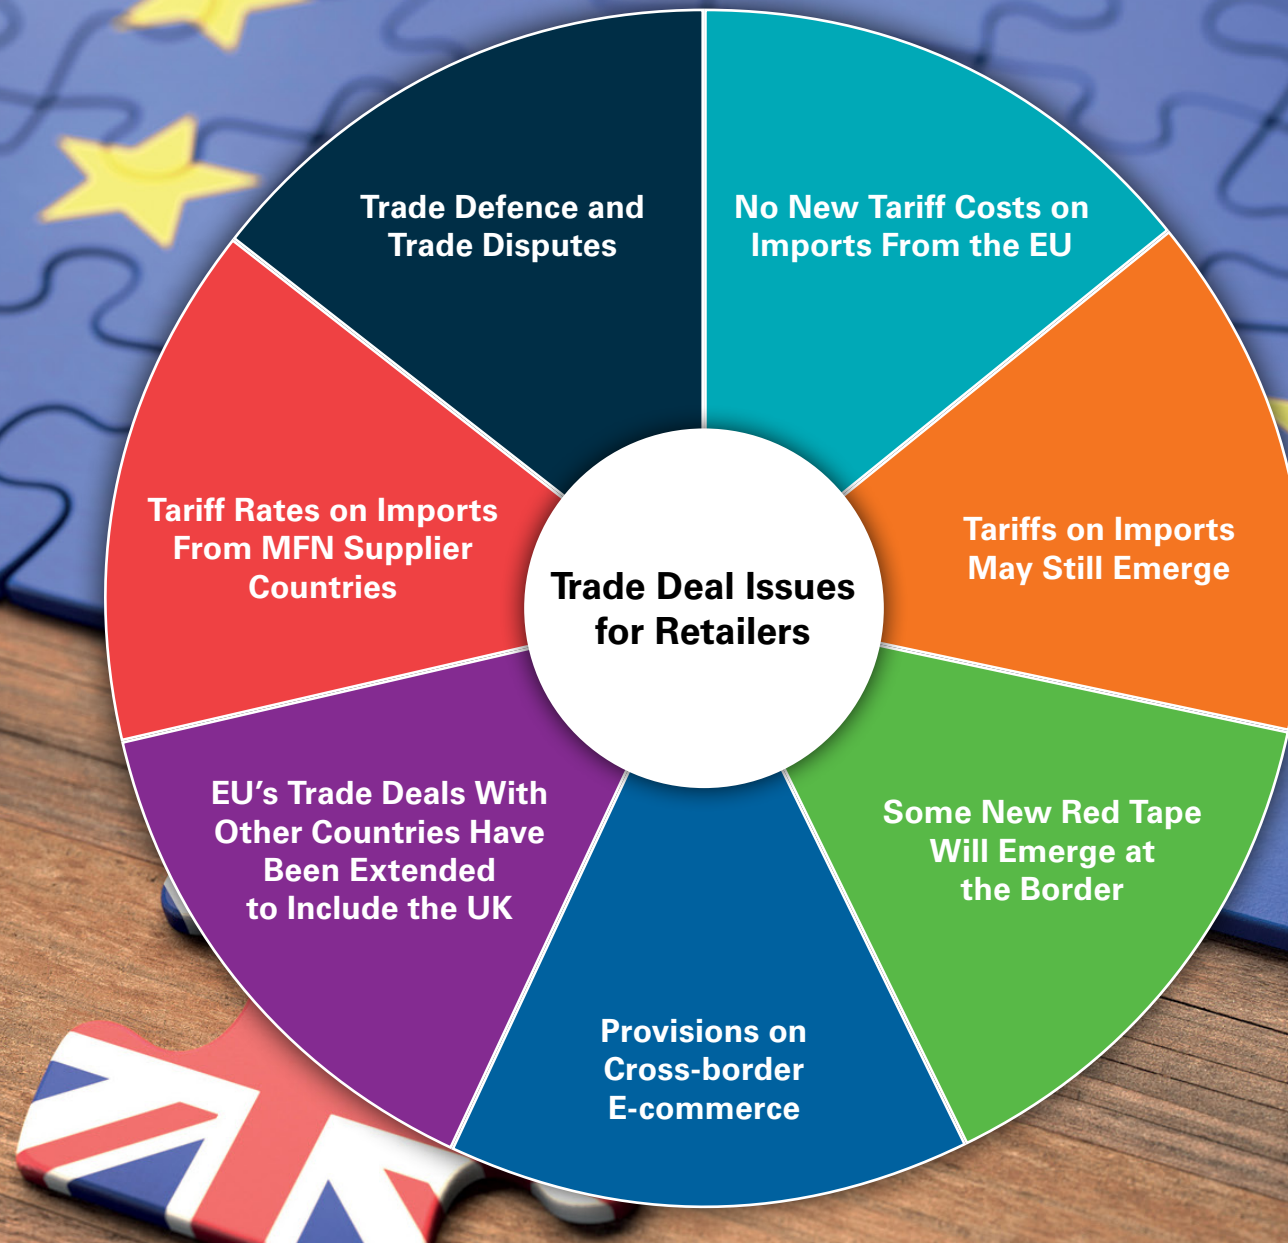 Trade Deal Issues
for Retailers
No New Tariff Costs on
Imports From the EU
Tariffs on Imports
May Still Emerge
Some New Red Tape
Will Emerge at
the Border
Provisions on
Cross-border
E-commerce
EU’s Trade Deals With
Other Countries Have
Been Extended
to Include the UK
Tariff Rates on Imports
From MFN Supplier
Countries
Trade Defence and
Trade Disputes